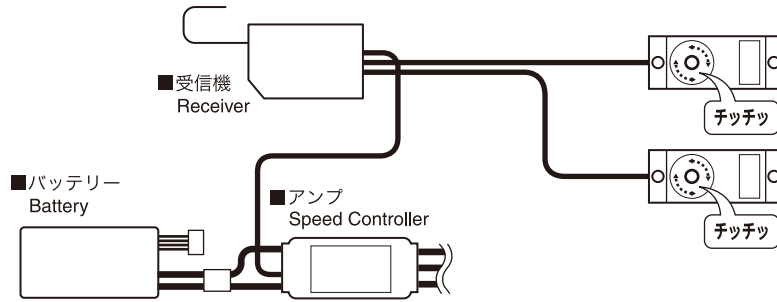 ■受信機
Receiver
チッチッ
■バッテリー
Battery
■アンプ
Speed Controller
チッチッ